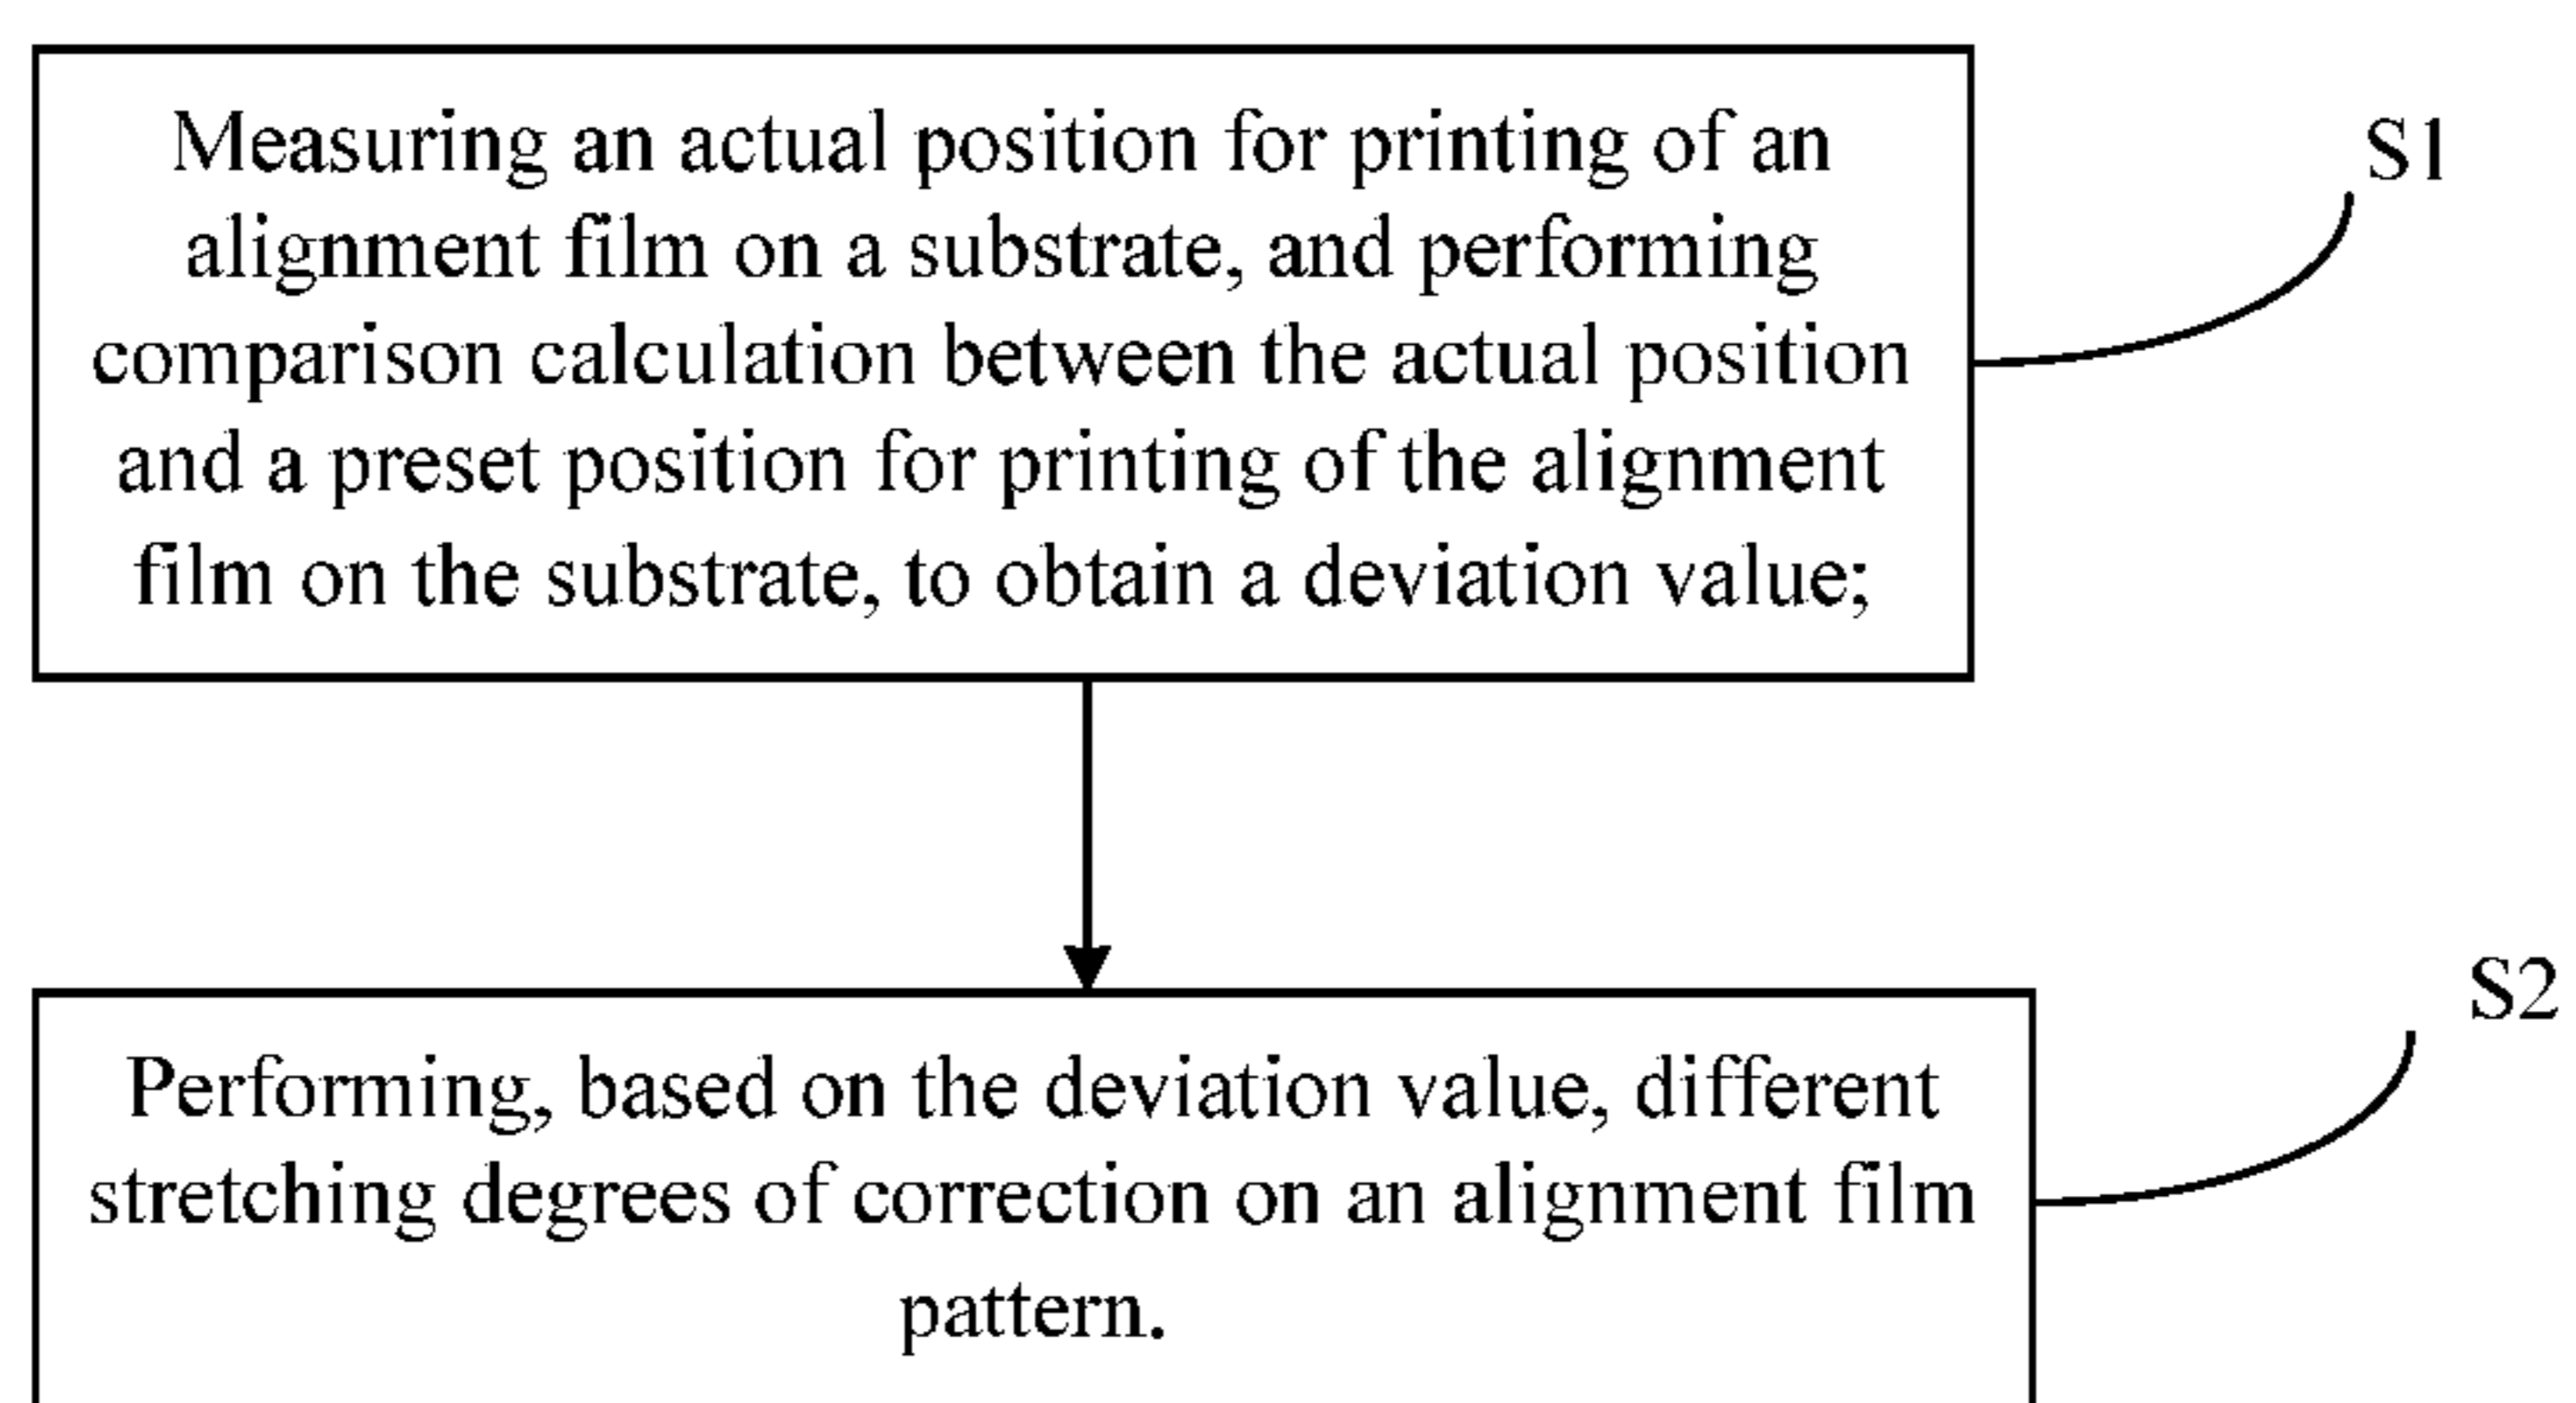 Measuring an actual position for printing of an
alignment film on a substrate, and performing
comparison calculation between the actual position
and a preset position for printing of the alignment
film on the substrate, to obtain a deviation value;
S1
Performing, based on the deviation value, different
stretching degrees of correction on an alignment film
pattern.
S2